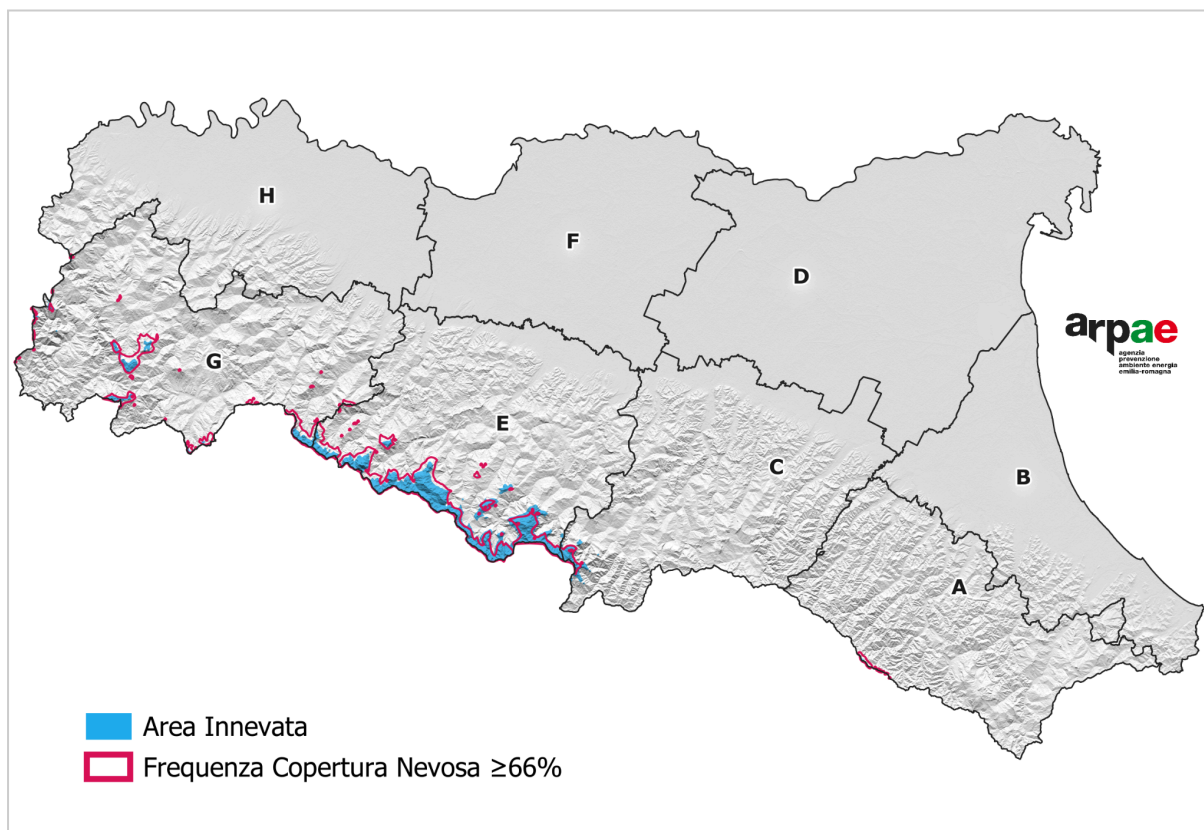 H
F
D
G
E
C
B
A
arpae
agenzia
prevenzione
ambiente energia
emilia-romagna
Area Innevata
Frequenza Copertura Nevosa ≥66%